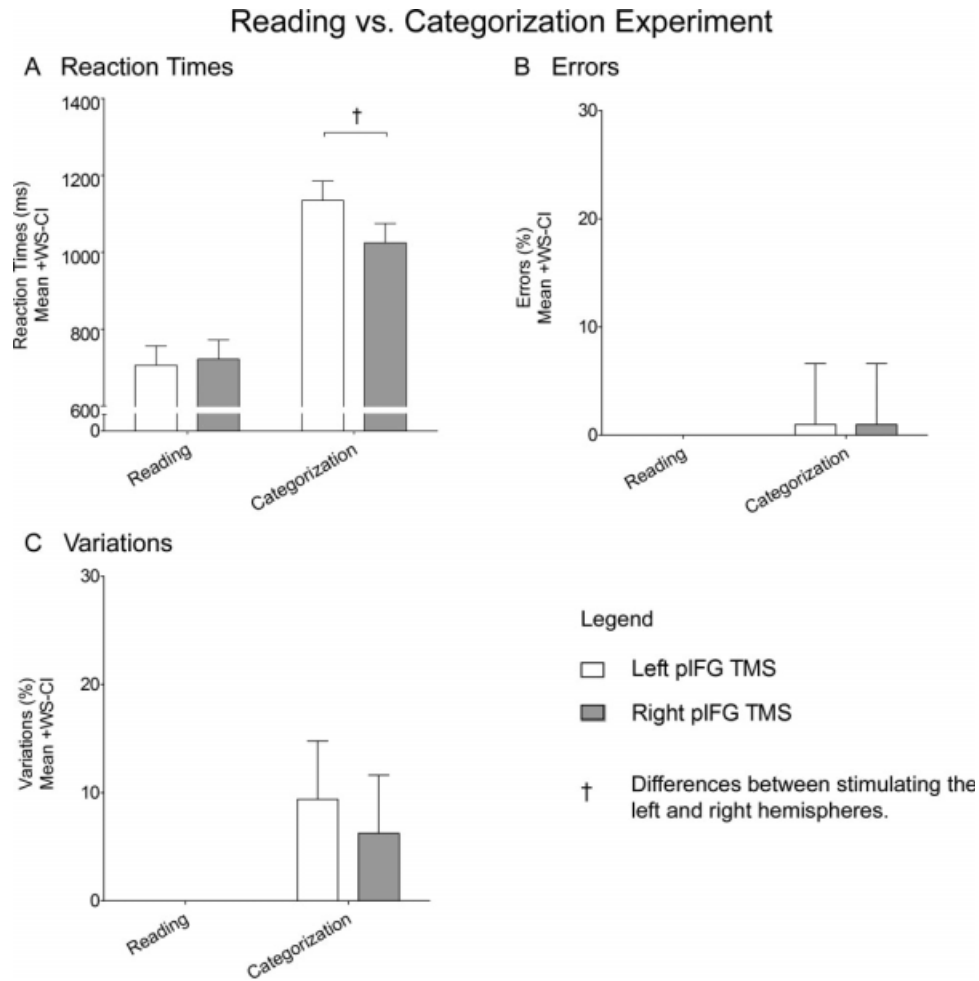 Reading vs. Categorization Experiment
A Reaction Times
1400
1200
1000
800
600
0
Reaction Times (ms)
Mean +WS-CI
†
Reading
Categorization
B Errors
30
20
10
0
Errors (%)
Mean +WS-CI
Reading
Categorization
C Variations
30
20
10
0
Variations (%)
Mean +WS-CI
Reading
Categorization
Legend
Left pIFG TMS
Right pIFG TMS
† Differences between stimulating the
left and right hemispheres.